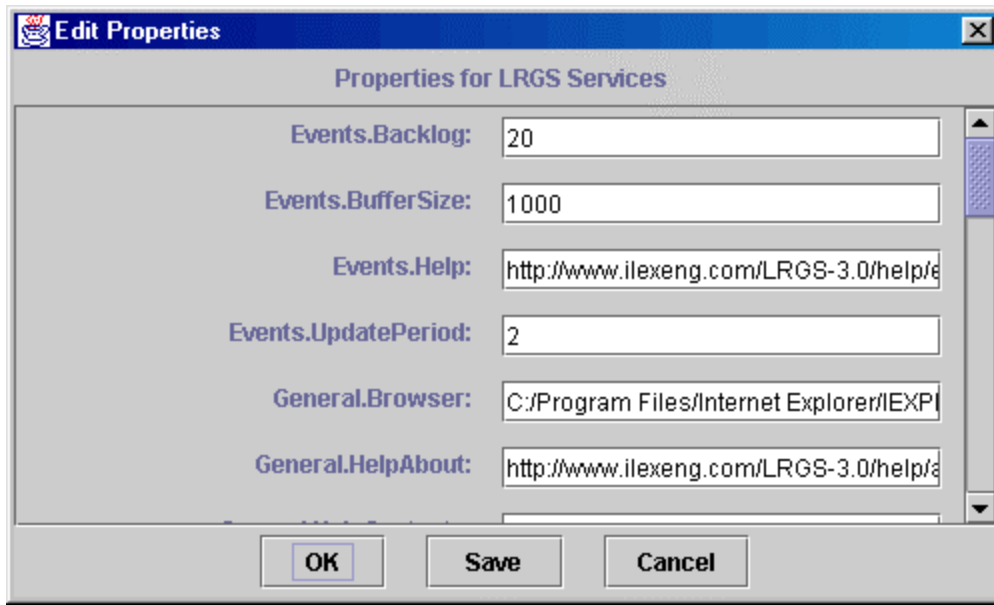 Edit Properties
Properties for LRGS Services
Events.Backlog: 20
Events.BufferSize: 1000
Events.Help: http://www.ilexeng.com/LRGS-3.0/help/e
Events.UpdatePeriod: 2
General.Browser: C:/Program Files/Internet Explorer/IEXPl
General.HelpAbout: http://www.ilexeng.com/LRGS-3.0/help/a
OK Save Cancel